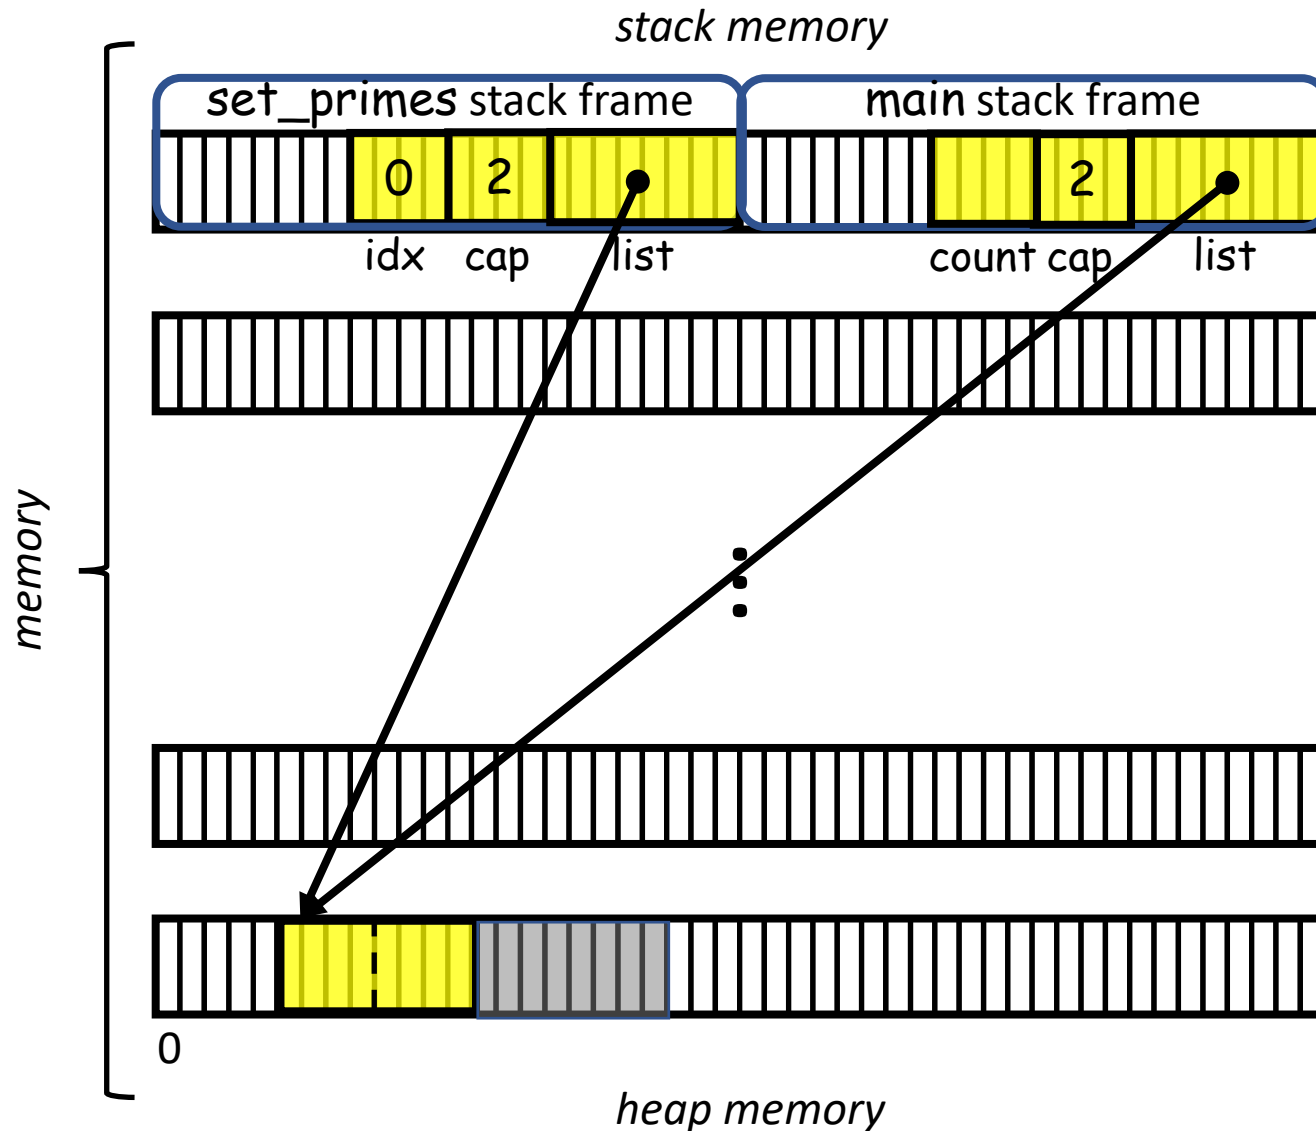 stack memory
set_primes stack frame
main stack frame
0
2
2
idx
cap
list
count
cap
list
memory
0
heap memory